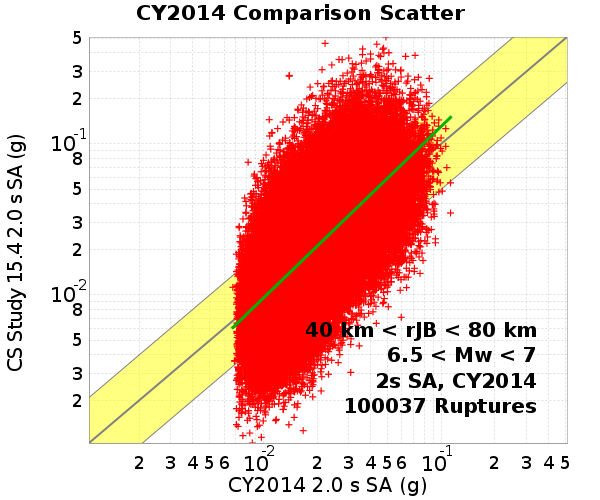 CY2014 Comparison Scatter
5
3
2
10^-1
8
5
3
2
10^-2
8
5
3
2
CS Study 15.4 2.0 s SA (g)
40 km < rJB < 80 km
6.5 < Mw < 7
2s SA, CY2014
100037 Ruptures
2 3 4 5 6 10^-2 2 3 4 5 6 10^-1 2 3 4 5
CY2014 2.0 s SA (g)